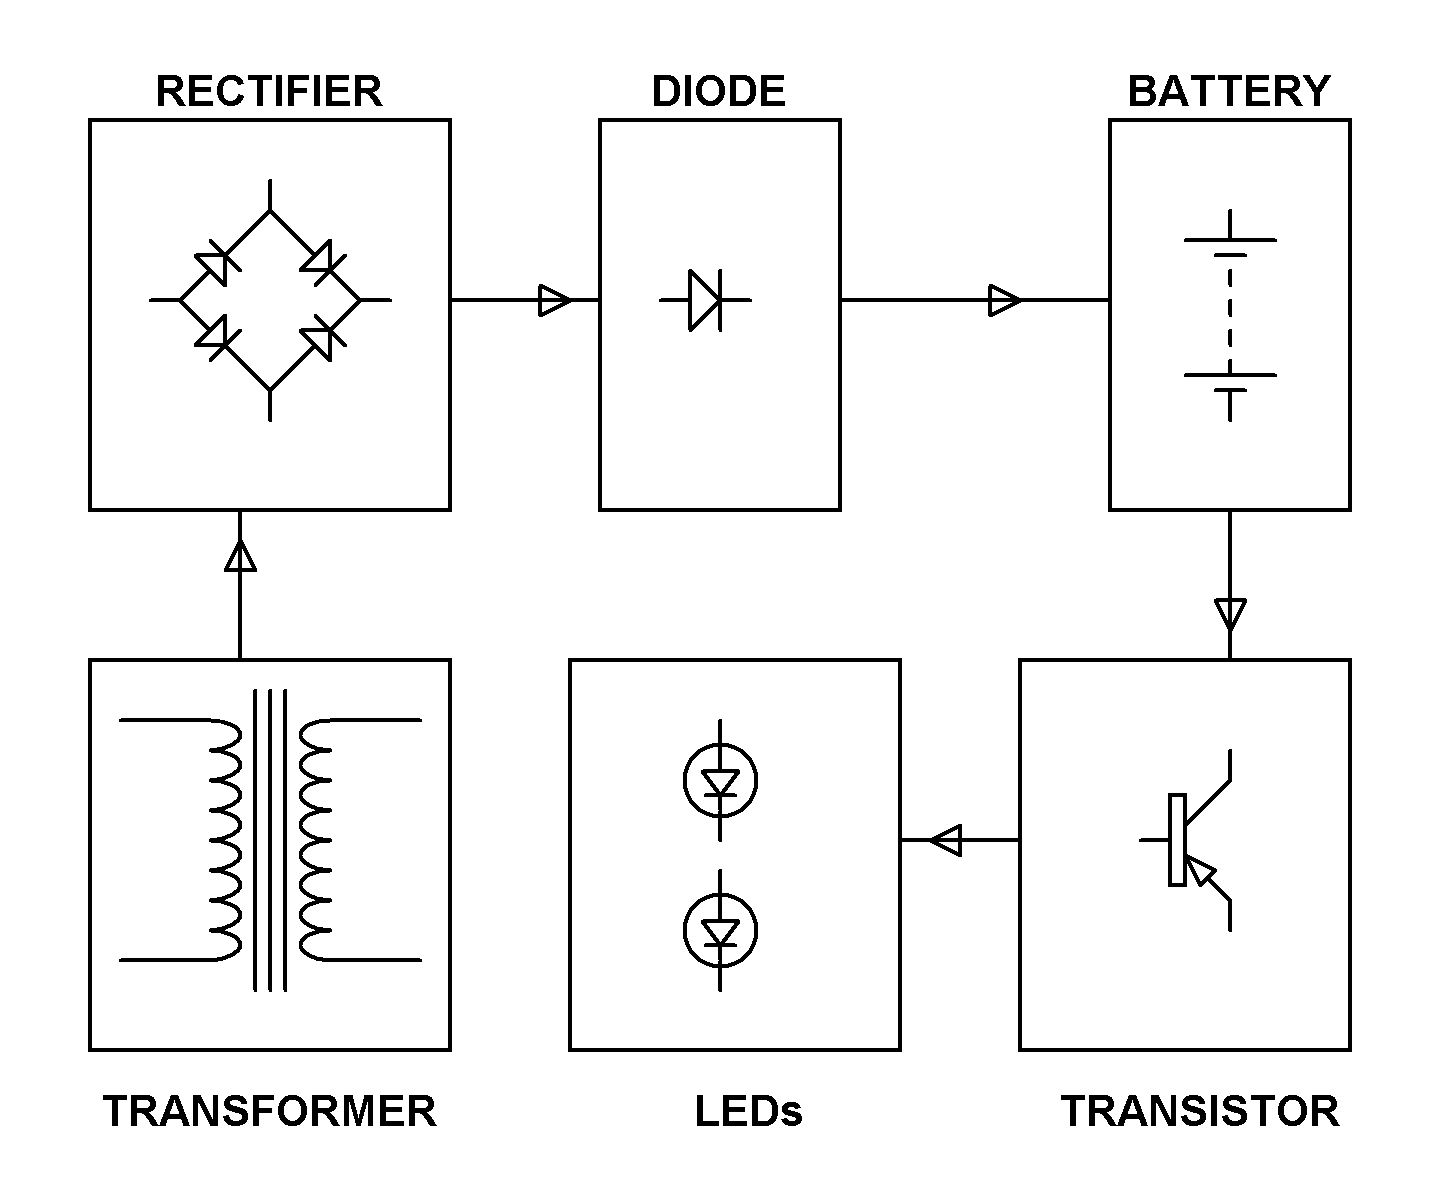 RECTIFIER
DIODE
BATTERY
TRANSFORMER
LEDs
TRANSISTOR